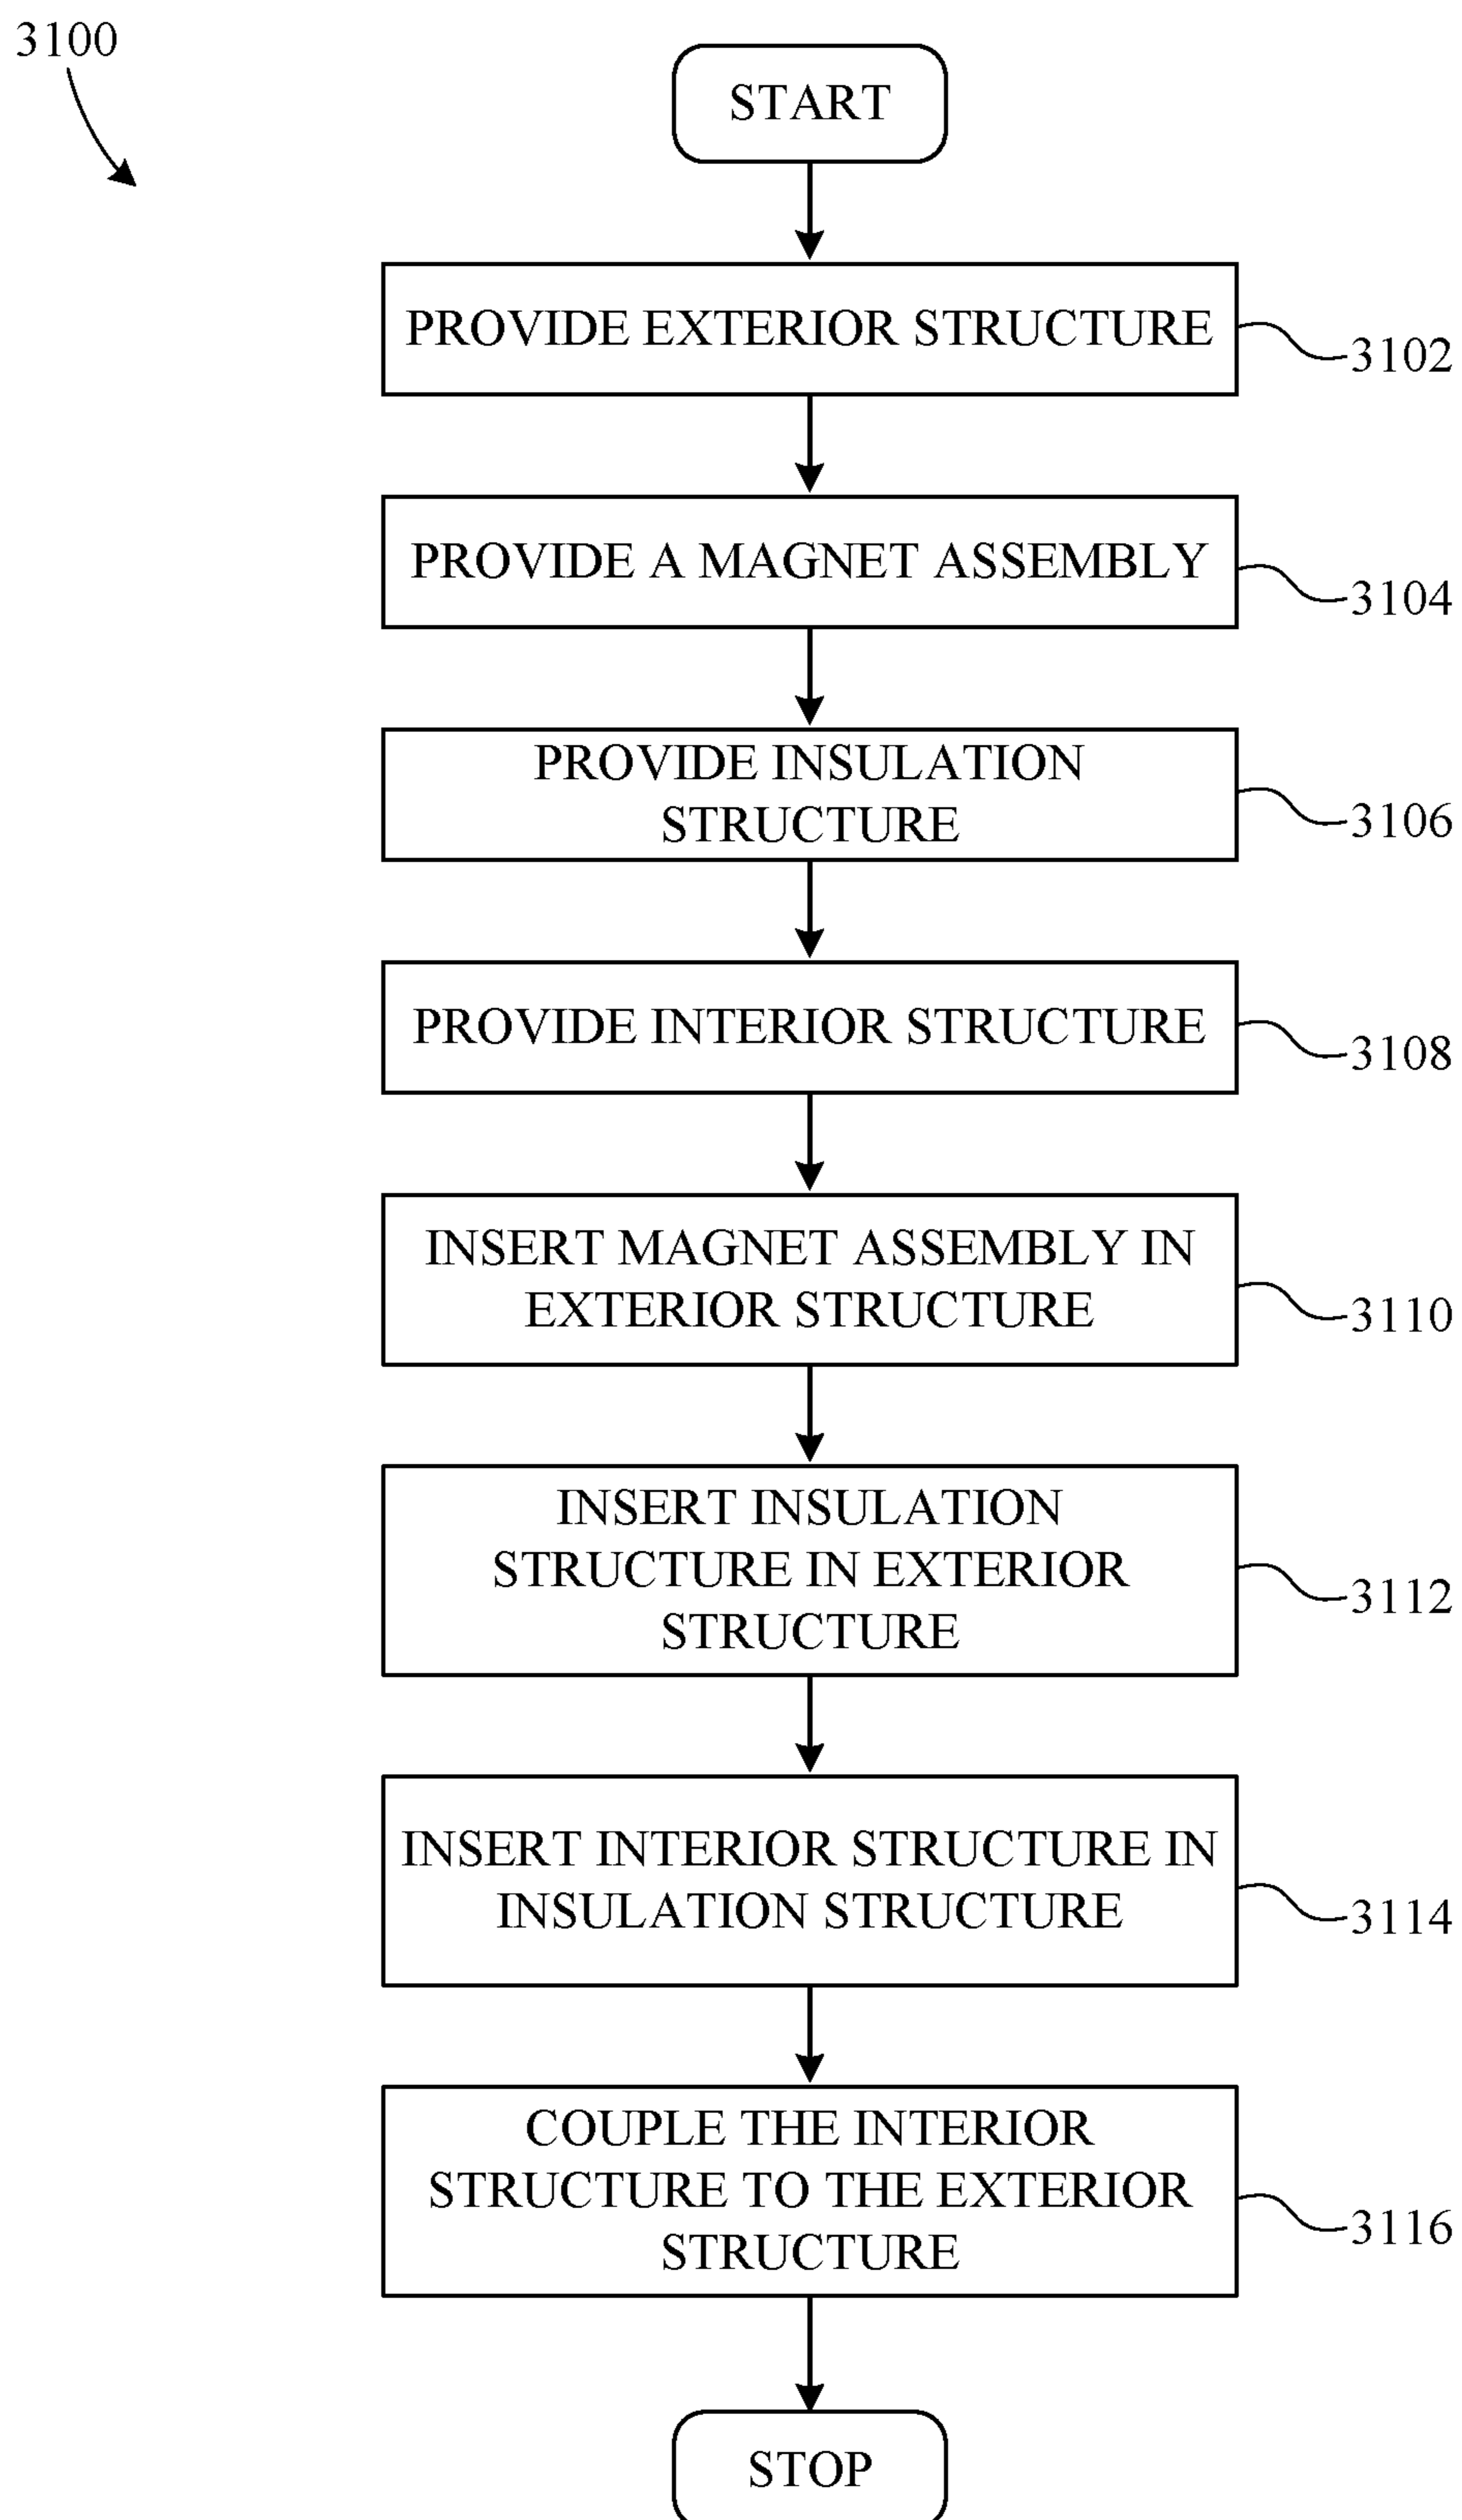 3100
START
PROVIDE EXTERIOR STRUCTURE
3102
PROVIDE A MAGNET ASSEMBLY
3104
PROVIDE INSULATION
STRUCTURE
3106
PROVIDE INTERIOR STRUCTURE
3108
INSERT MAGNET ASSEMBLY IN
EXTERIOR STRUCTURE
3110
INSERT INSULATION
STRUCTURE IN EXTERIOR
STRUCTURE
3112
INSERT INTERIOR STRUCTURE IN
INSULATION STRUCTURE
3114
COUPLE THE INTERIOR
STRUCTURE TO THE EXTERIOR
STRUCTURE
3116
STOP